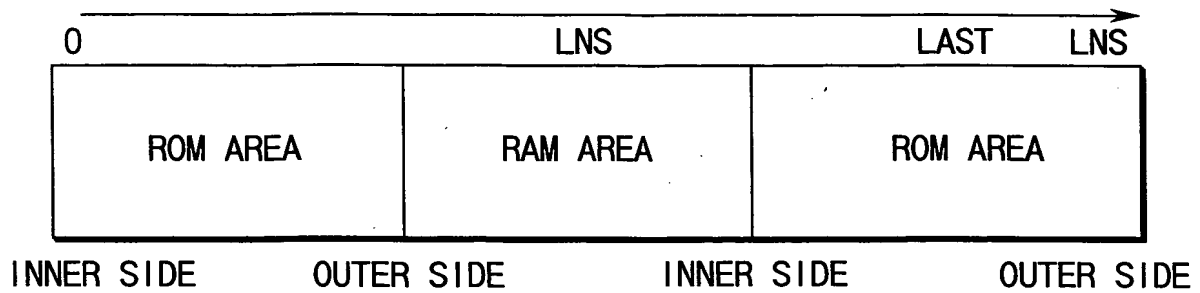 0 LNS LAST LNS
ROM AREA RAM AREA ROM AREA
INNER SIDE OUTER SIDE INNER SIDE OUTER SIDE